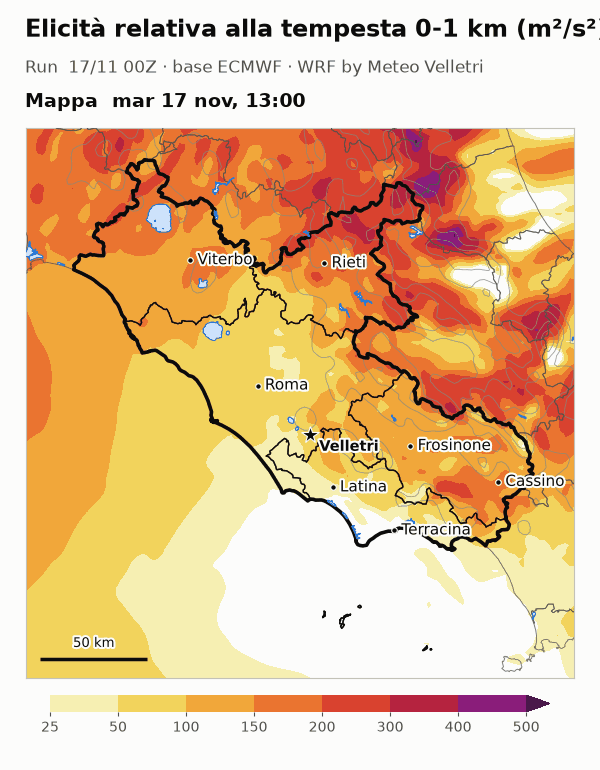 Elicità relativa alla tempesta 0-1 km (m²/s²)
Run 17/11 00Z · base ECMWF · WRF by Meteo Velletri
Mappa mar 17 nov, 13:00
Viterbo
Rieti
Roma
Velletri
Frosinone
Latina
Cassino
Terracina
50 km
25 50 100 150 200 300 400 500